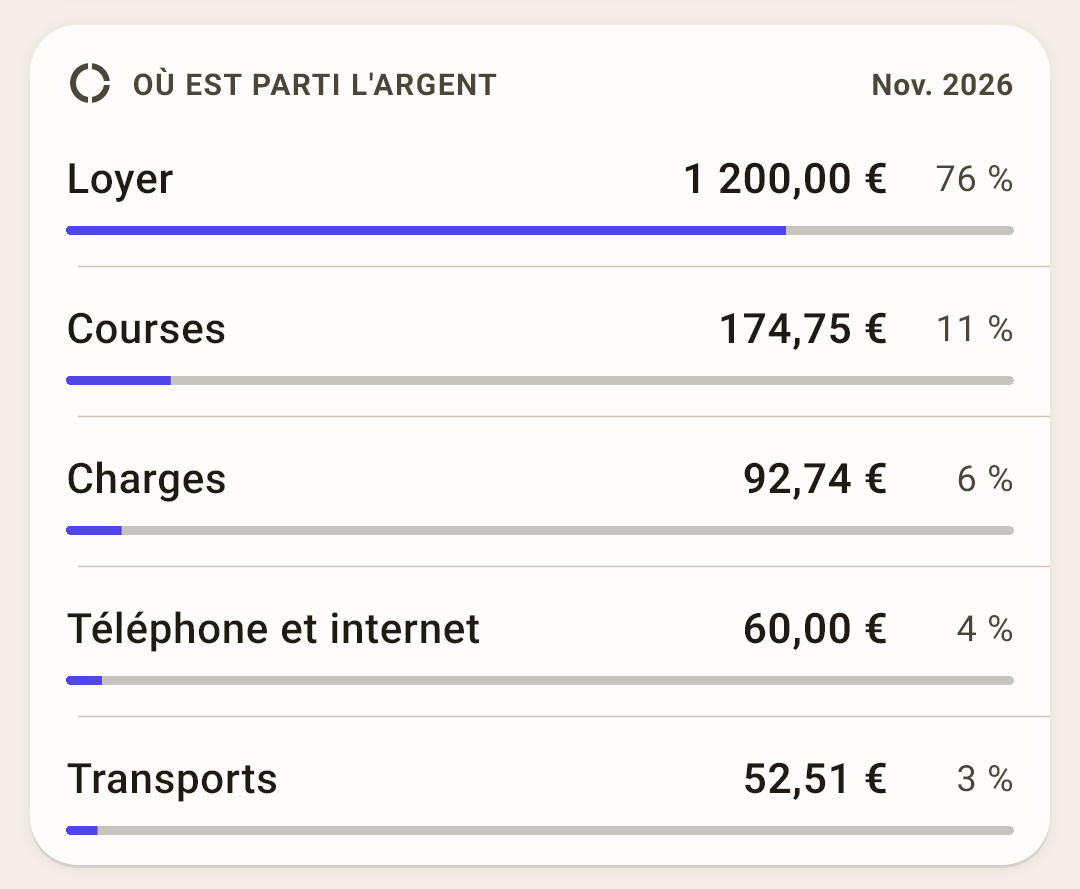 OÙ EST PARTI L'ARGENT Nov. 2026
Loyer 1 200,00 € 76 %
Courses 174,75 € 11 %
Charges 92,74 € 6 %
Téléphone et internet 60,00 € 4 %
Transports 52,51 € 3 %